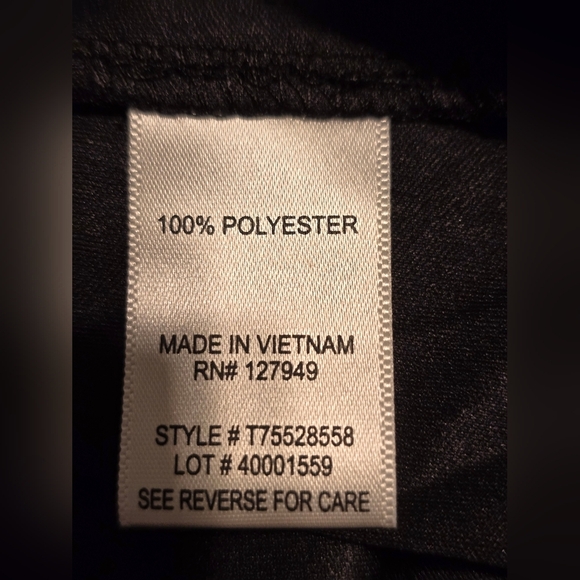 100% POLYESTER
MADE IN VIETNAM
RN# 127949
STYLE # T75528558
LOT # 40001559
SEE REVERSE FOR CARE